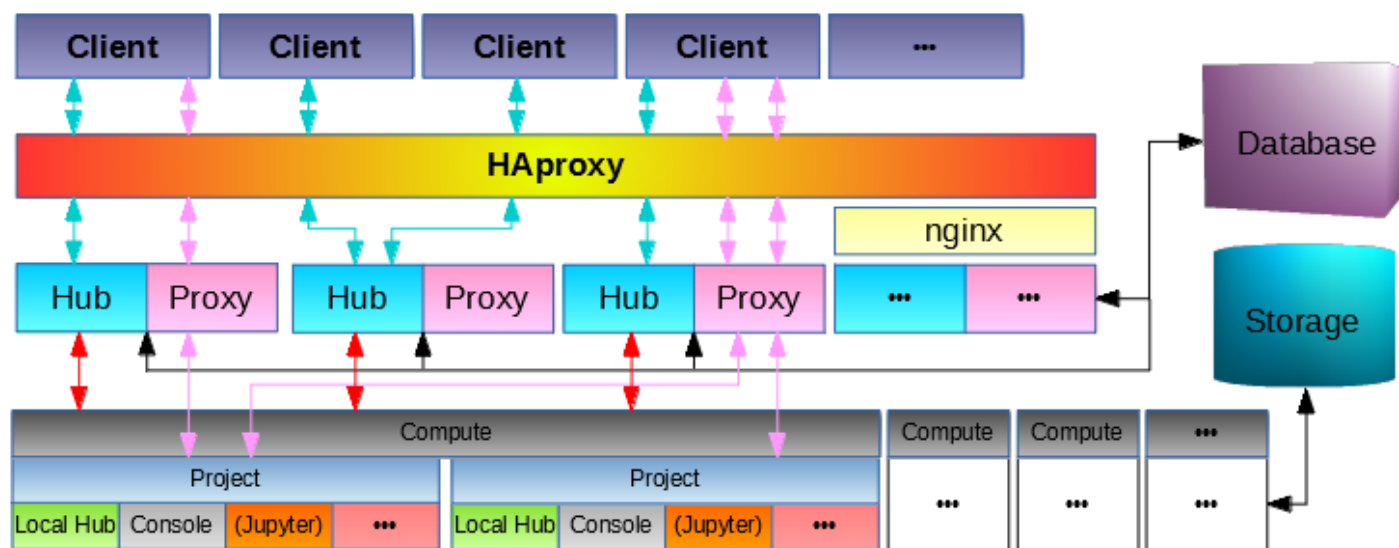 Client Client Client Client •••
HAproxy
Database
nginx
Hub Proxy Hub Proxy Hub Proxy ••• •••
Storage
Compute Compute Compute •••
Project Project
••• ••• •••
Local Hub Console (Jupyter) ••• Local Hub Console (Jupyter) •••